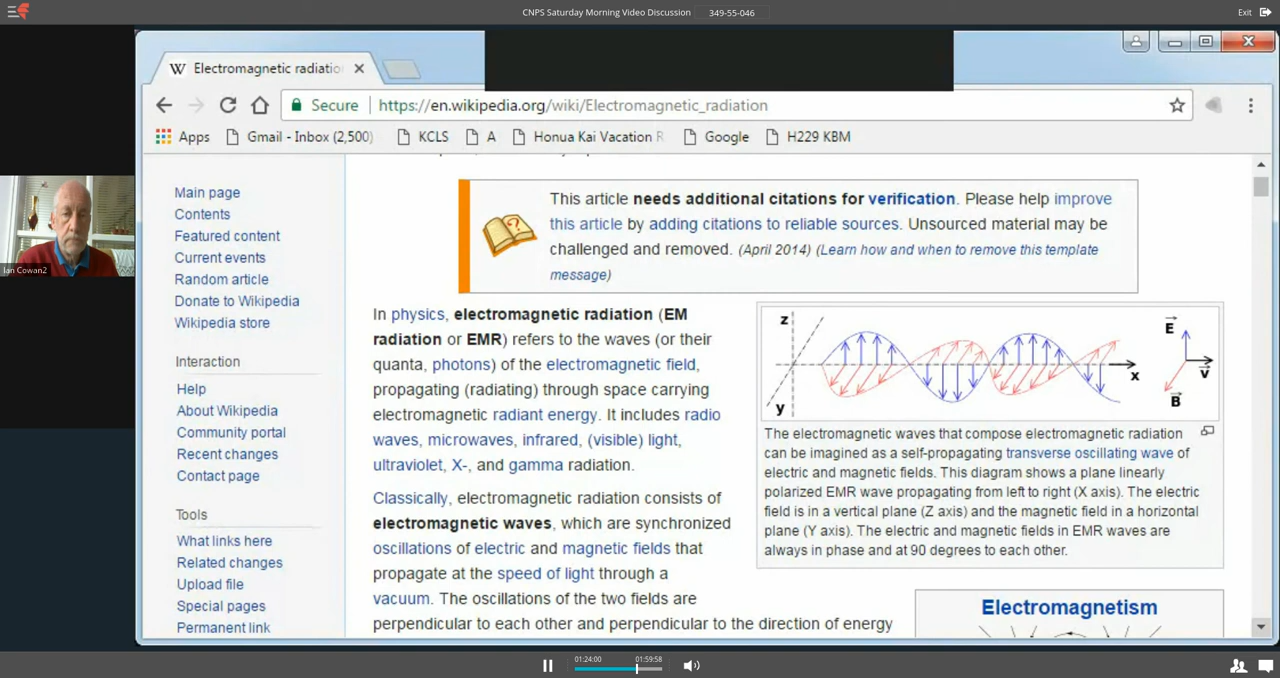 CNPS Saturday Morning Video Discussion 349-55-046 Exit
W Electromagnetic radiatio
Secure https://en.wikipedia.org/wiki/Electromagnetic_radiation
Apps Gmail - Inbox (2,500) KCLS A Honua Kai Vacation R Google H229 KBM
Ian Cowan2
Main page
Contents
Featured content
Current events
Random article
Donate to Wikipedia
Wikipedia store
Interaction
Help
About Wikipedia
Community portal
Recent changes
Contact page
Tools
What links here
Related changes
Upload file
Special pages
Permanent link
This article needs additional citations for verification. Please help improve
this article by adding citations to reliable sources. Unsourced material may be
challenged and removed. (April 2014) (Learn how and when to remove this template
message)
In physics, electromagnetic radiation (EM
radiation or EMR) refers to the waves (or their
quanta, photons) of the electromagnetic field,
propagating (radiating) through space carrying
electromagnetic radiant energy. It includes radio
waves, microwaves, infrared, (visible) light,
ultraviolet, X-, and gamma radiation.
Classically, electromagnetic radiation consists of
electromagnetic waves, which are synchronized
oscillations of electric and magnetic fields that
propagate at the speed of light through a
vacuum. The oscillations of the two fields are
perpendicular to each other and perpendicular to the direction of energy
z
E
x
v
y
B
The electromagnetic waves that compose electromagnetic radiation
can be imagined as a self-propagating transverse oscillating wave of
electric and magnetic fields. This diagram shows a plane linearly
polarized EMR wave propagating from left to right (X axis). The electric
field is in a vertical plane (Z axis) and the magnetic field in a horizontal
plane (Y axis). The electric and magnetic fields in EMR waves are
always in phase and at 90 degrees to each other.
Electromagnetism
01:24:00 01:59:58